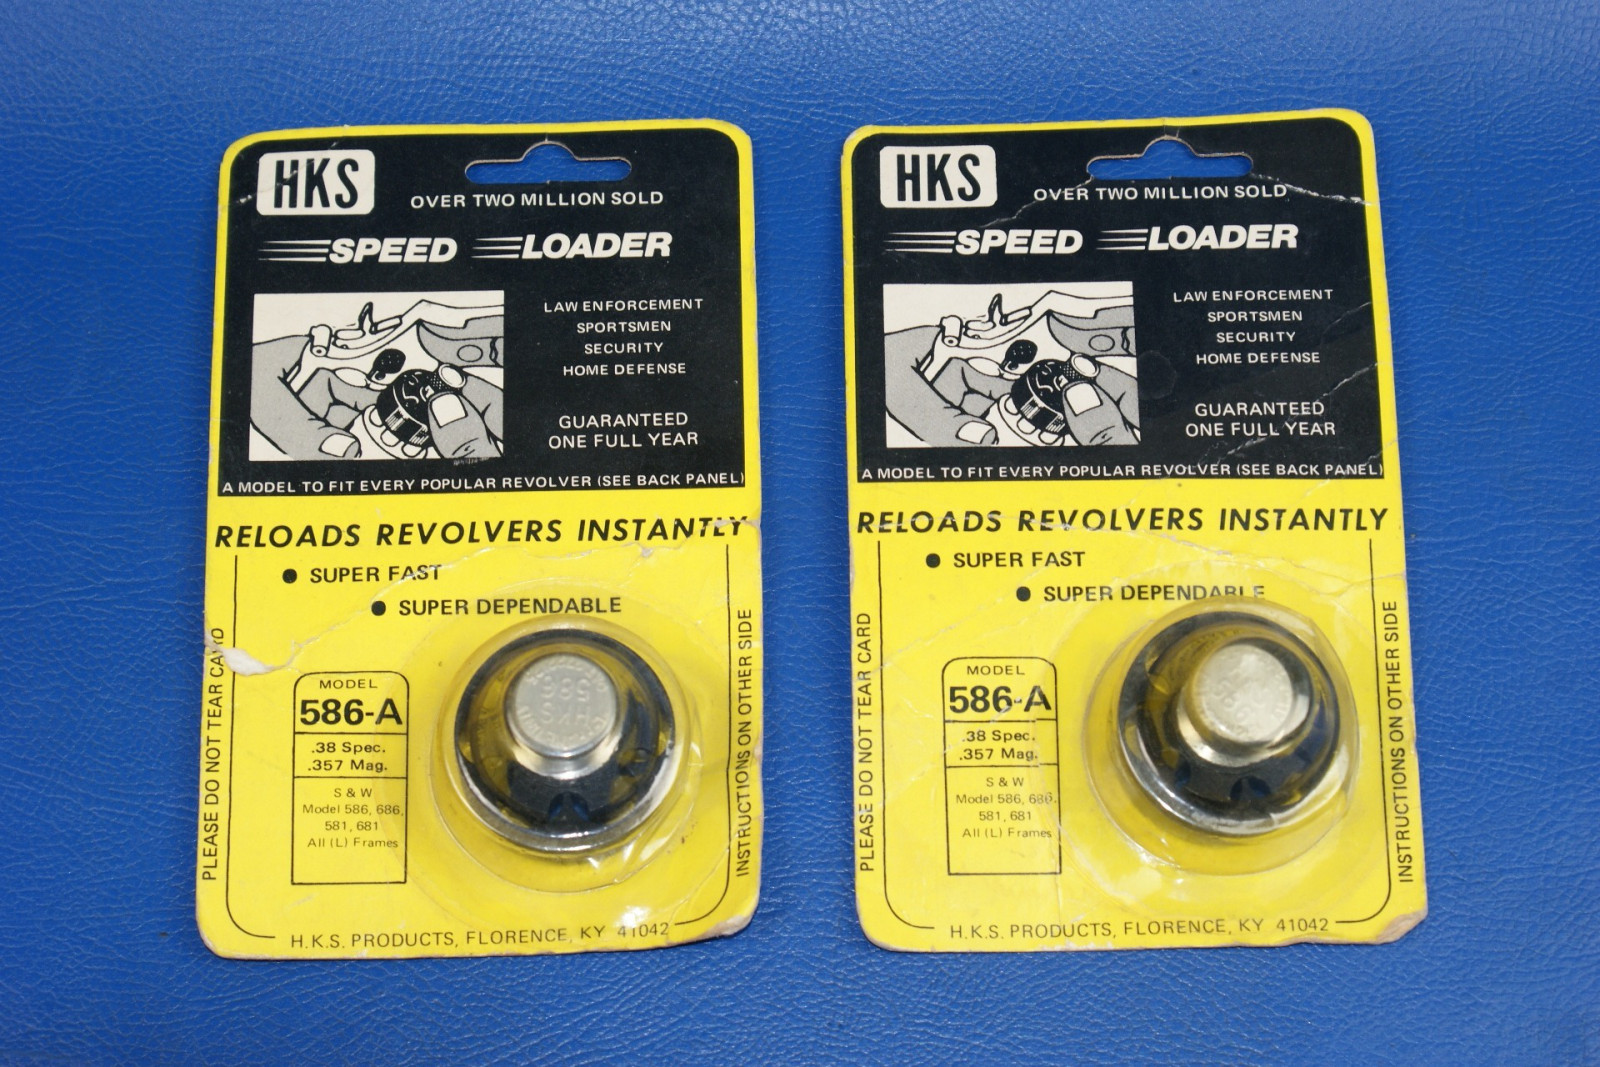 HKS
OVER TWO MILLION SOLD
SPEED LOADER
LAW ENFORCEMENT
SPORTSMEN
SECURITY
HOME DEFENSE
GUARANTEED
ONE FULL YEAR
A MODEL TO FIT EVERY POPULAR REVOLVER (SEE BACK PANEL)
RELOADS REVOLVERS INSTANTLY
● SUPER FAST
● SUPER DEPENDABLE
PLEASE DO NOT TEAR CARD
MODEL
586-A
.38 Spec.
.357 Mag.
S & W
Model 586, 686,
581, 681
All (L) Frames
586
HKS
INSTRUCTIONS ON OTHER SIDE
H.K.S. PRODUCTS, FLORENCE, KY 41042
HKS
OVER TWO MILLION SOLD
SPEED LOADER
LAW ENFORCEMENT
SPORTSMEN
SECURITY
HOME DEFENSE
GUARANTEED
ONE FULL YEAR
A MODEL TO FIT EVERY POPULAR REVOLVER (SEE BACK PANEL)
RELOADS REVOLVERS INSTANTLY
● SUPER FAST
● SUPER DEPENDABLE
PLEASE DO NOT TEAR CARD
MODEL
586-A
.38 Spec.
.357 Mag.
S & W
Model 586, 686,
581, 681
All (L) Frames
INSTRUCTIONS ON OTHER SIDE
H.K.S. PRODUCTS, FLORENCE, KY 41042